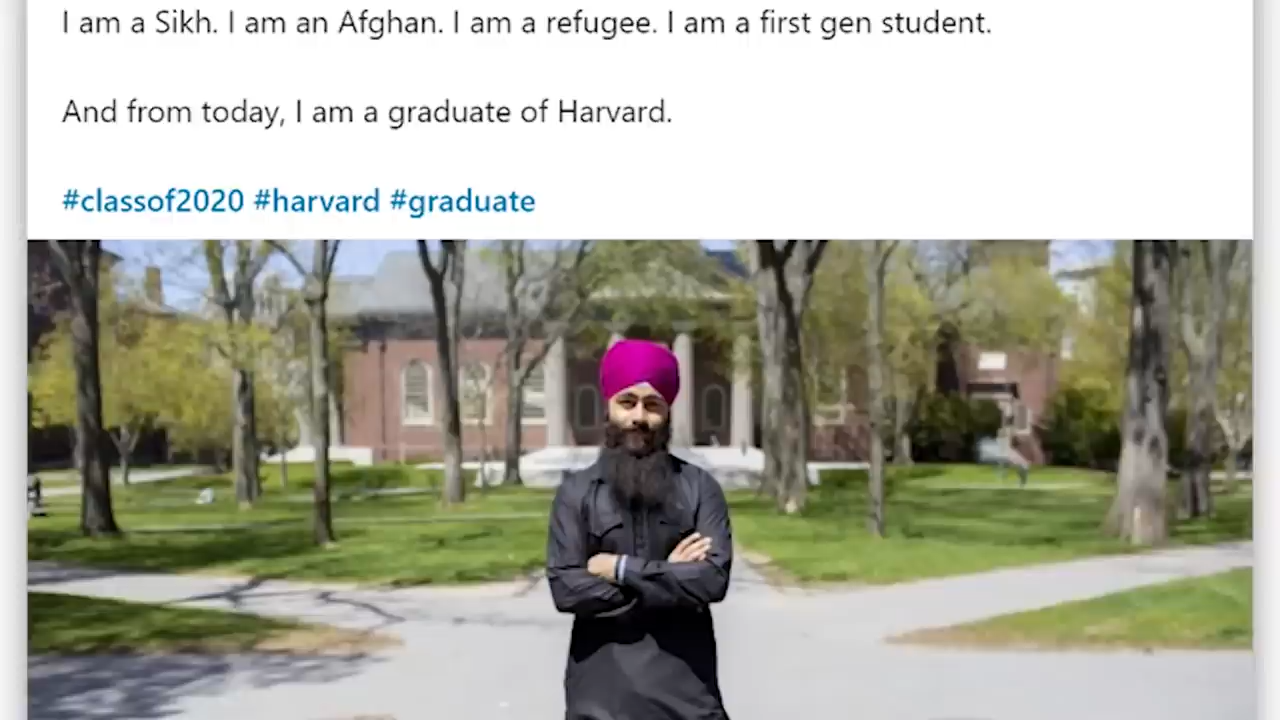 I am a Sikh. I am an Afghan. I am a refugee. I am a first gen student.
And from today, I am a graduate of Harvard.
#classof2020 #harvard #graduate